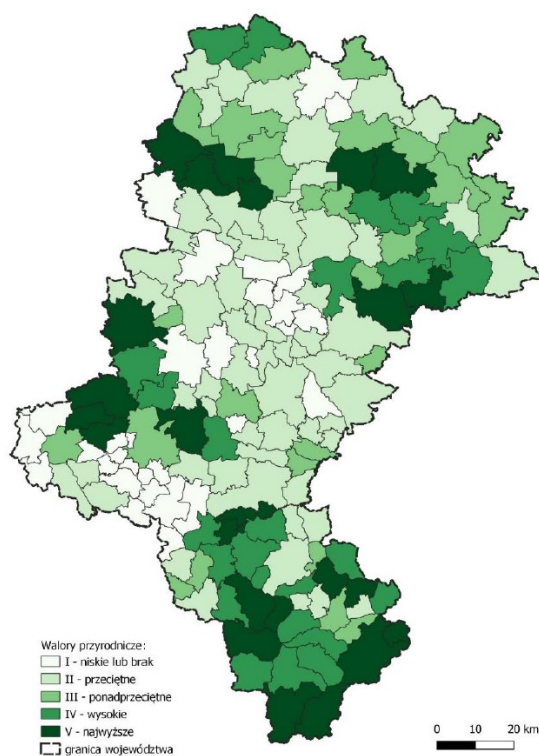 Walory przyrodnicze:
I - niskie lub brak
II - przeciętne
III - ponadprzeciętne
IV - wysokie
V - najwyższe
granica województwa
0 10 20 km